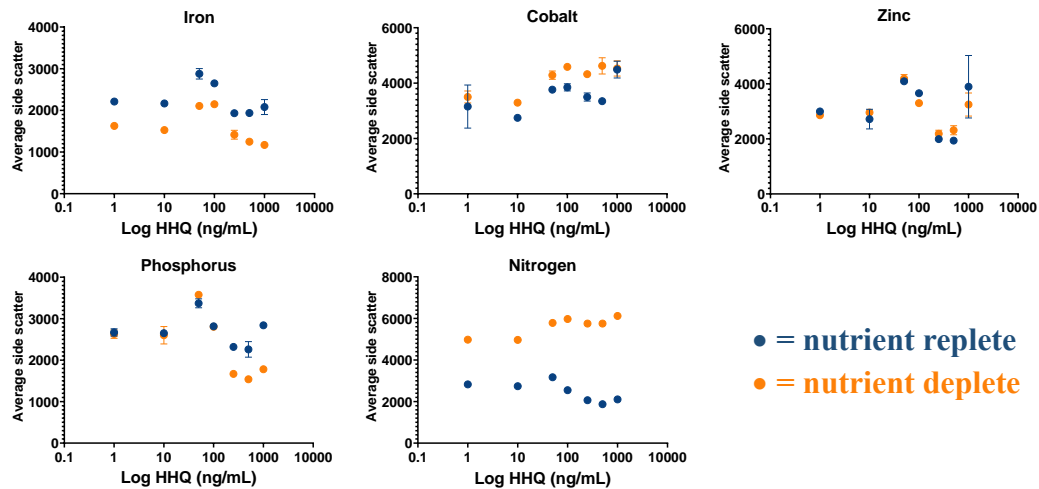 Iron
Average side scatter
4000
3000
2000
1000
0
0.1 1 10 100 1000 10000
Log HHQ (ng/mL)
Cobalt
Average side scatter
6000
4000
2000
0
0.1 1 10 100 1000 10000
Log HHQ (ng/mL)
Zinc
Average side scatter
6000
4000
2000
0
0.1 1 10 100 1000 10000
Log HHQ (ng/mL)
Phosphorus
Average side scatter
4000
3000
2000
1000
0
0.1 1 10 100 1000 10000
Log HHQ (ng/mL)
Nitrogen
Average side scatter
8000
6000
4000
2000
0
0.1 1 10 100 1000 10000
Log HHQ (ng/mL)
= nutrient replete
= nutrient deplete